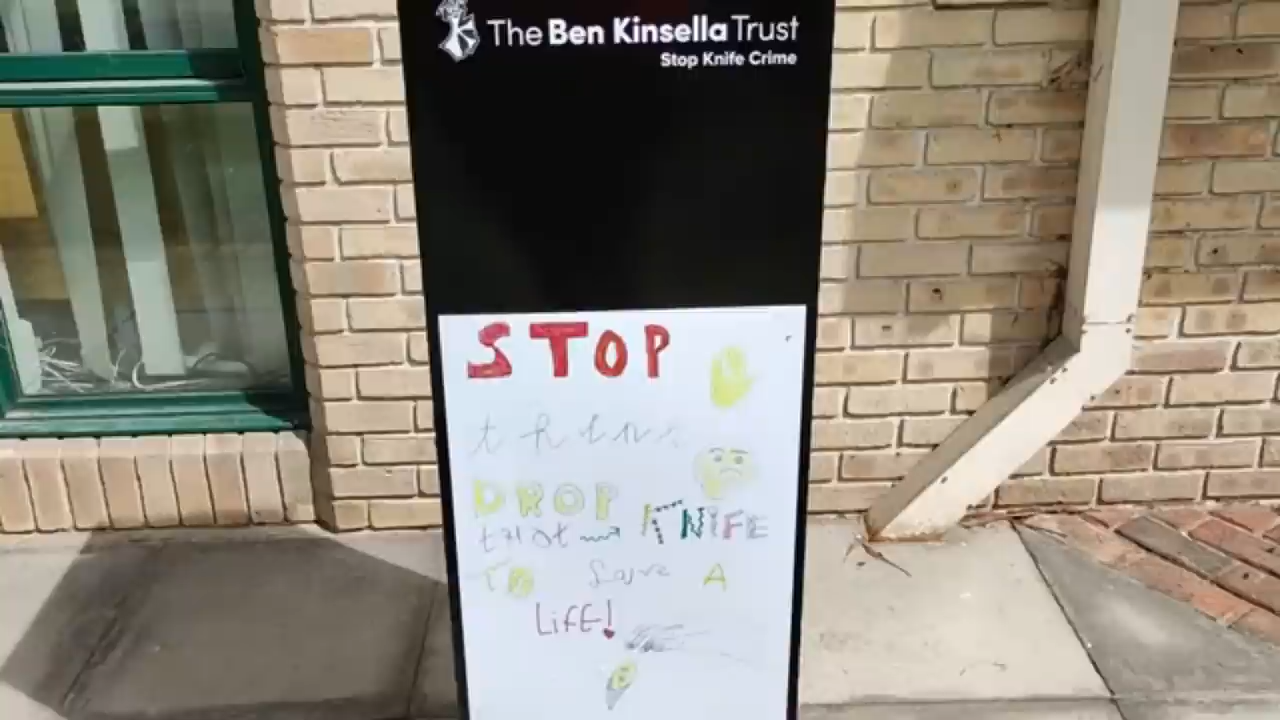 The Ben Kinsella Trust
Stop Knife Crime
STOP
think
DROP
that KNIFE
TO Save A
LiFE!